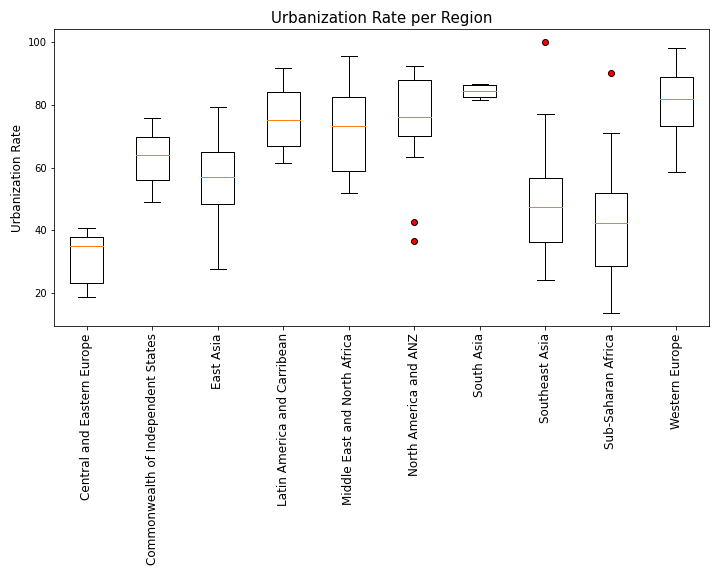 Urbanization Rate per Region
Urbanization Rate
100
80
60
40
20
Central and Eastern Europe
Commonwealth of Independent States
East Asia
Latin America and Carribean
Middle East and North Africa
North America and ANZ
South Asia
Southeast Asia
Sub-Saharan Africa
Western Europe